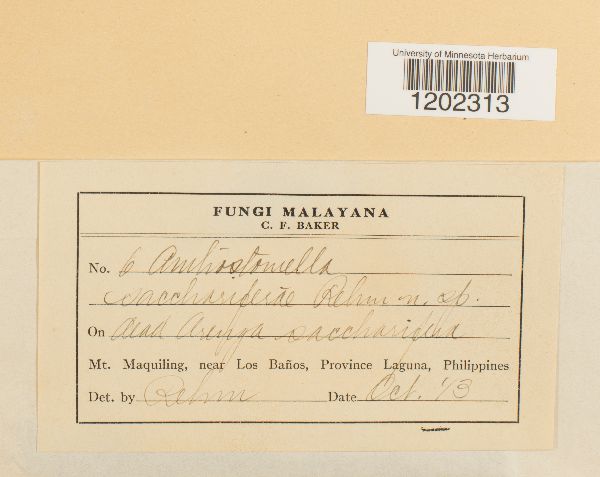 University of Minnesota Herbarium
1202313
FUNGI MALAYANA
C. F. BAKER
No. 6 Anthostomella
sacchariferae Rehm n. sp.
On dead Arenga saccharifera
Mt. Maquiling, near Los Baños, Province Laguna, Philippines
Det. by Rehm Date Oct. '13